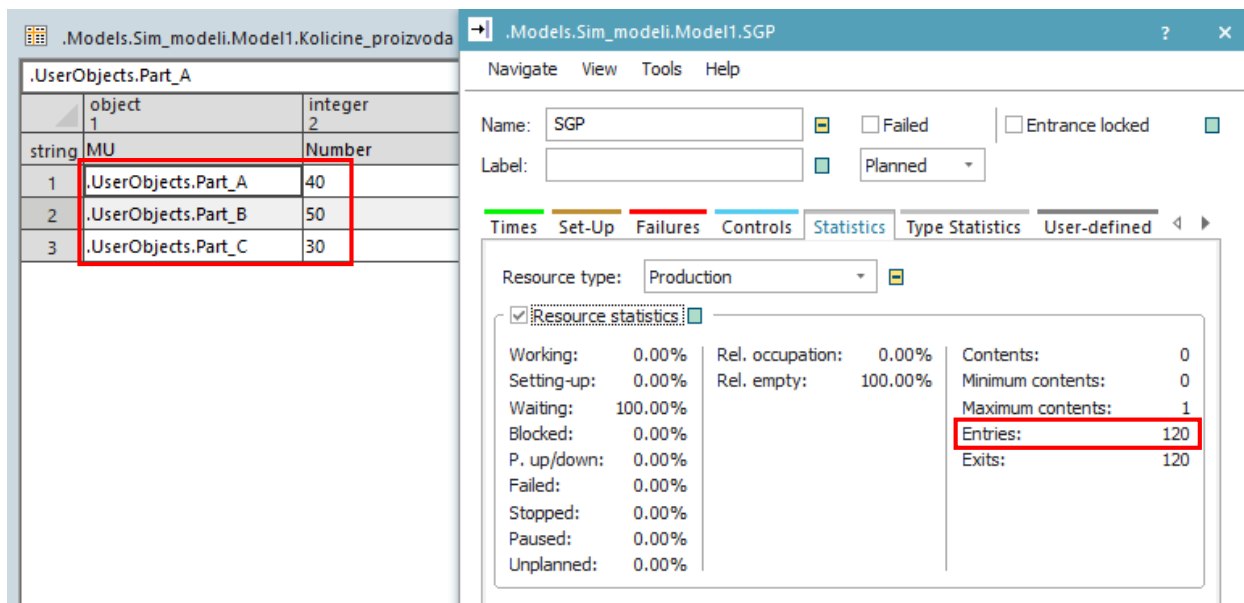 .Models.Sim_modeli.Model1.Kolicine_proizvoda
.UserObjects.Part_A
object integer
1 2
string MU Number
1 .UserObjects.Part_A 40
2 .UserObjects.Part_B 50
3 .UserObjects.Part_C 30
.Models.Sim_modeli.Model1.SGP ? ×
Navigate View Tools Help
Name: SGP Failed Entrance locked
Label: Planned
Times Set-Up Failures Controls Statistics Type Statistics User-defined
Resource type: Production
Resource statistics
Working: 0.00% Rel. occupation: 0.00% Contents: 0
Setting-up: 0.00% Rel. empty: 100.00% Minimum contents: 0
Waiting: 100.00% Maximum contents: 1
Blocked: 0.00% Entries: 120
P. up/down: 0.00% Exits: 120
Failed: 0.00%
Stopped: 0.00%
Paused: 0.00%
Unplanned: 0.00%